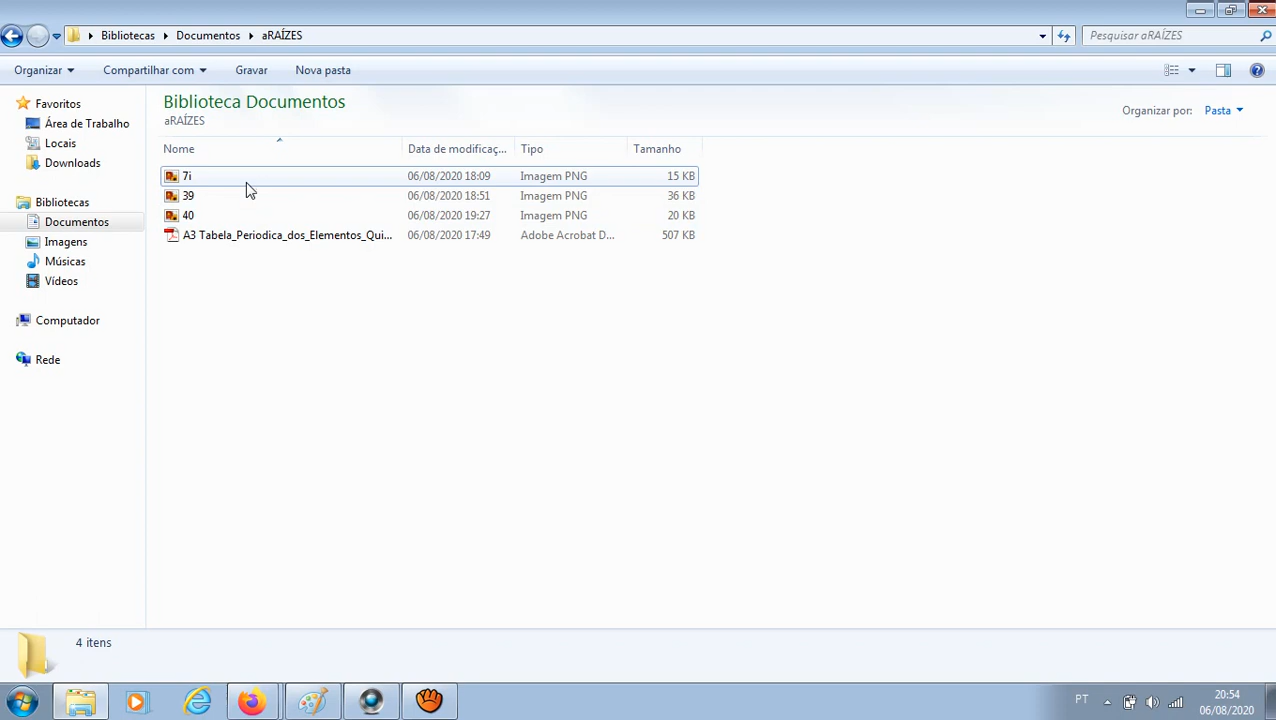 Bibliotecas Documentos aRAÍZES
Pesquisar aRAÍZES
Organizar Compartilhar com Gravar Nova pasta
Favoritos
Área de Trabalho
Locais
Downloads
Bibliotecas
Documentos
Imagens
Músicas
Vídeos
Computador
Rede
Biblioteca Documentos
aRAÍZES
Organizar por: Pasta
Nome Data de modificaç... Tipo Tamanho
7i 06/08/2020 18:09 Imagem PNG 15 KB
39 06/08/2020 18:51 Imagem PNG 36 KB
40 06/08/2020 19:27 Imagem PNG 20 KB
A3 Tabela_Periodica_dos_Elementos_Qui... 06/08/2020 17:49 Adobe Acrobat D... 507 KB
4 itens
PT
20:54
06/08/2020